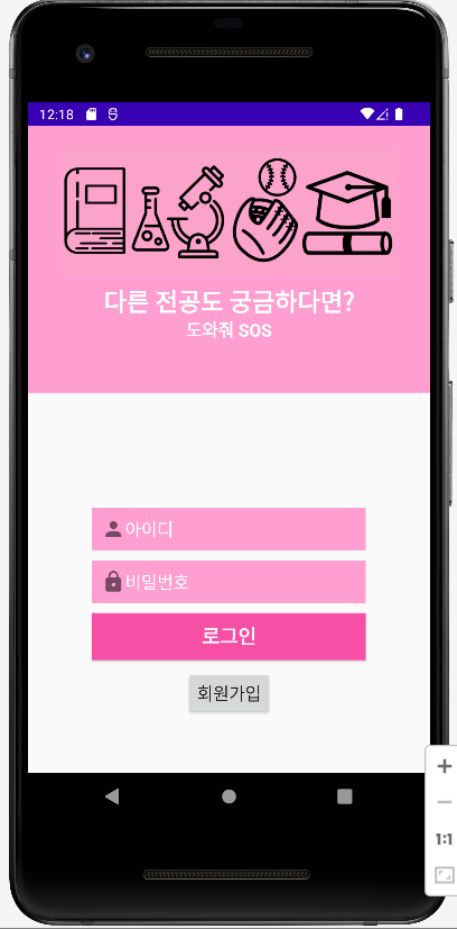 12:18
다른 전공도 궁금하다면?
도와줘 SOS
아이디
비밀번호
로그인
회원가입
1:1